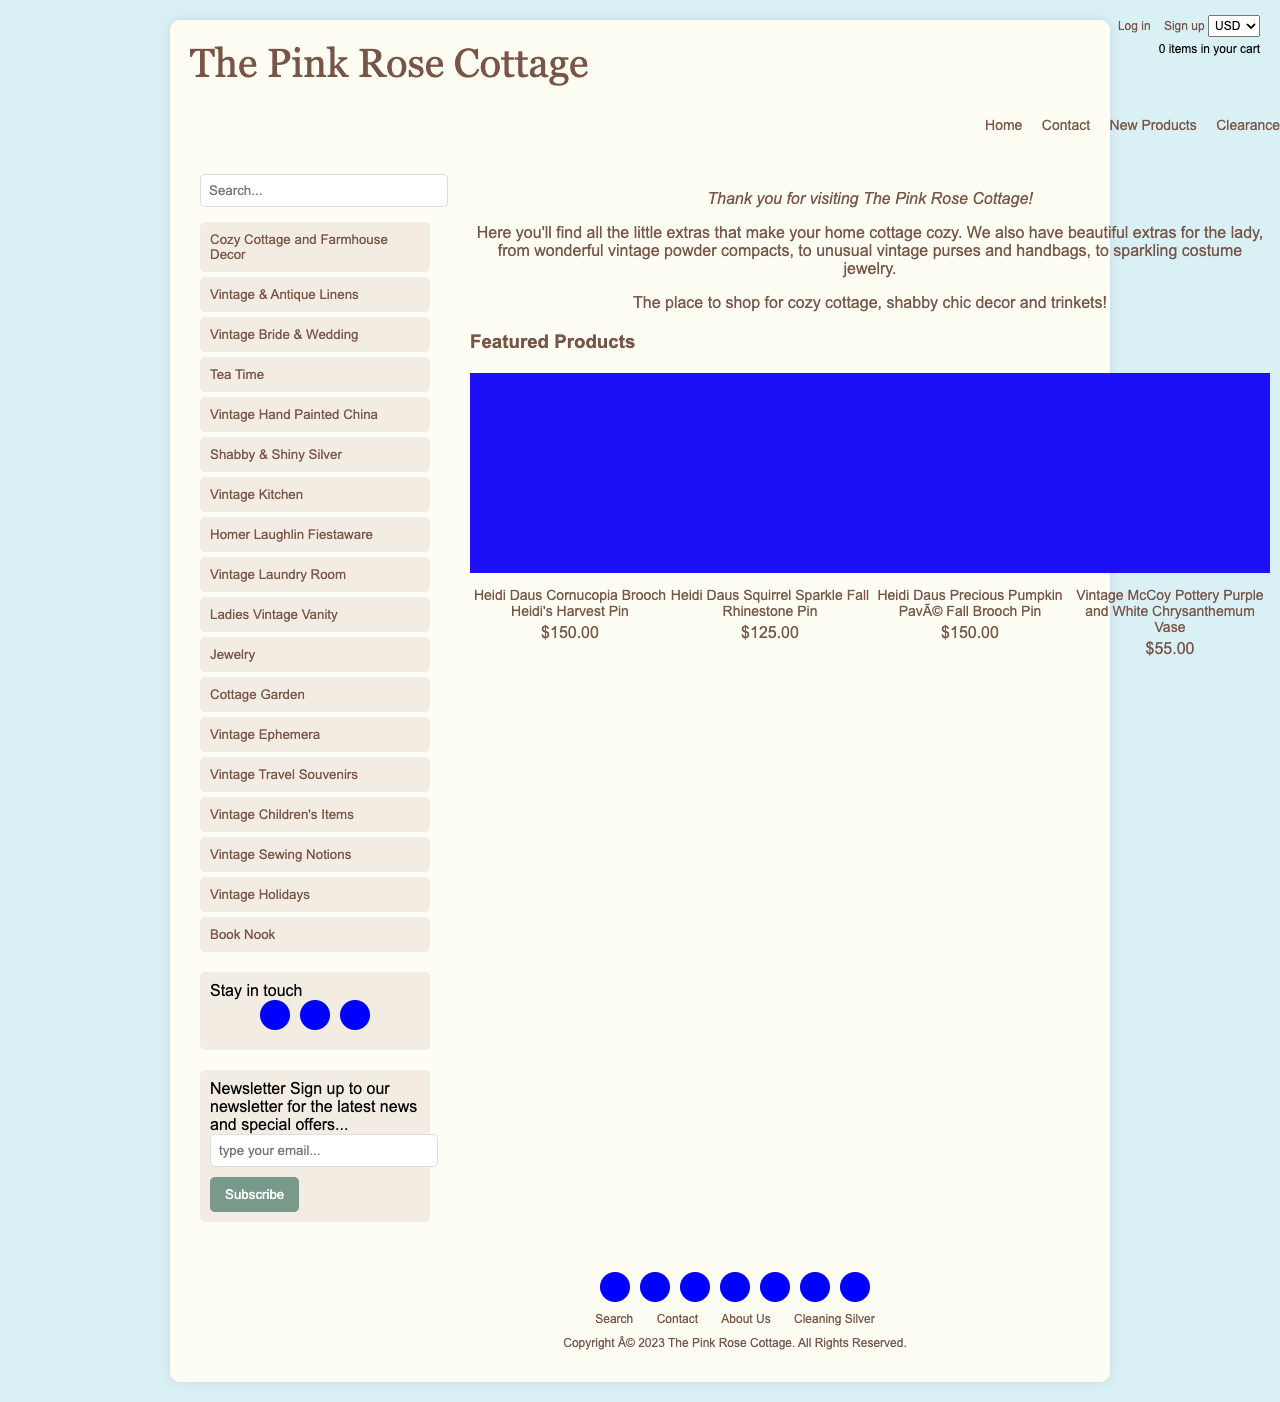 Log in Sign up USD
0 items in your cart
The Pink Rose Cottage
Home Contact New Products Clearance
Search...
Cozy Cottage and Farmhouse
Decor
Vintage & Antique Linens
Vintage Bride & Wedding
Tea Time
Vintage Hand Painted China
Shabby & Shiny Silver
Vintage Kitchen
Homer Laughlin Fiestaware
Vintage Laundry Room
Ladies Vintage Vanity
Jewelry
Cottage Garden
Vintage Ephemera
Vintage Travel Souvenirs
Vintage Children's Items
Vintage Sewing Notions
Vintage Holidays
Book Nook
Stay in touch
Newsletter Sign up to our
newsletter for the latest news
and special offers...
type your email...
Subscribe
Thank you for visiting The Pink Rose Cottage!
Here you'll find all the little extras that make your home cottage cozy. We also have beautiful extras for the lady,
from wonderful vintage powder compacts, to unusual vintage purses and handbags, to sparkling costume
jewelry.
The place to shop for cozy cottage, shabby chic decor and trinkets!
Featured Products
Heidi Daus Cornucopia Brooch
Heidi's Harvest Pin
$150.00
Heidi Daus Squirrel Sparkle Fall
Rhinestone Pin
$125.00
Heidi Daus Precious Pumpkin
PavÃ© Fall Brooch Pin
$150.00
Vintage McCoy Pottery Purple
and White Chrysanthemum
Vase
$55.00
Search Contact About Us Cleaning Silver
Copyright Â© 2023 The Pink Rose Cottage. All Rights Reserved.